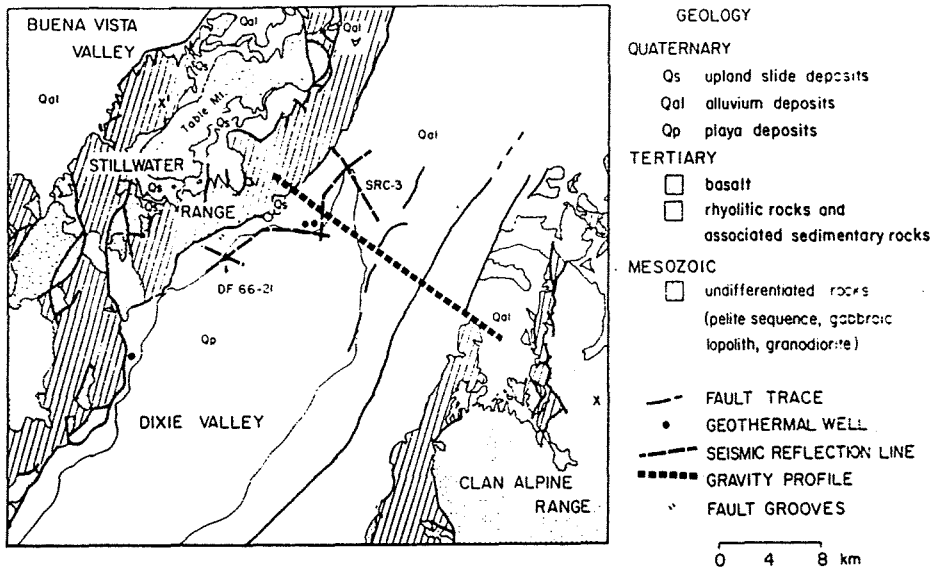 BUENA VISTA
VALLEY
Qal
Qal
Qal
Qs
Table Mt.
Qs
STILLWATER
RANGE
Qs
Qs
Qs
Qal
SRC-3
DF 66-21
Qp
Qal
DIXIE VALLEY
X
CLAN ALPINE
RANGE
GEOLOGY
QUATERNARY
Qs upland slide deposits
Qal alluvium deposits
Qp playa deposits
TERTIARY
basalt
rhyolitic rocks and
associated sedimentary rocks
MESOZOIC
undifferentiated rocks
(pelite sequence, gabbroic
lopolith, granodiorite)
FAULT TRACE
GEOTHERMAL WELL
SEISMIC REFLECTION LINE
GRAVITY PROFILE
FAULT GROOVES
0 4 8 km